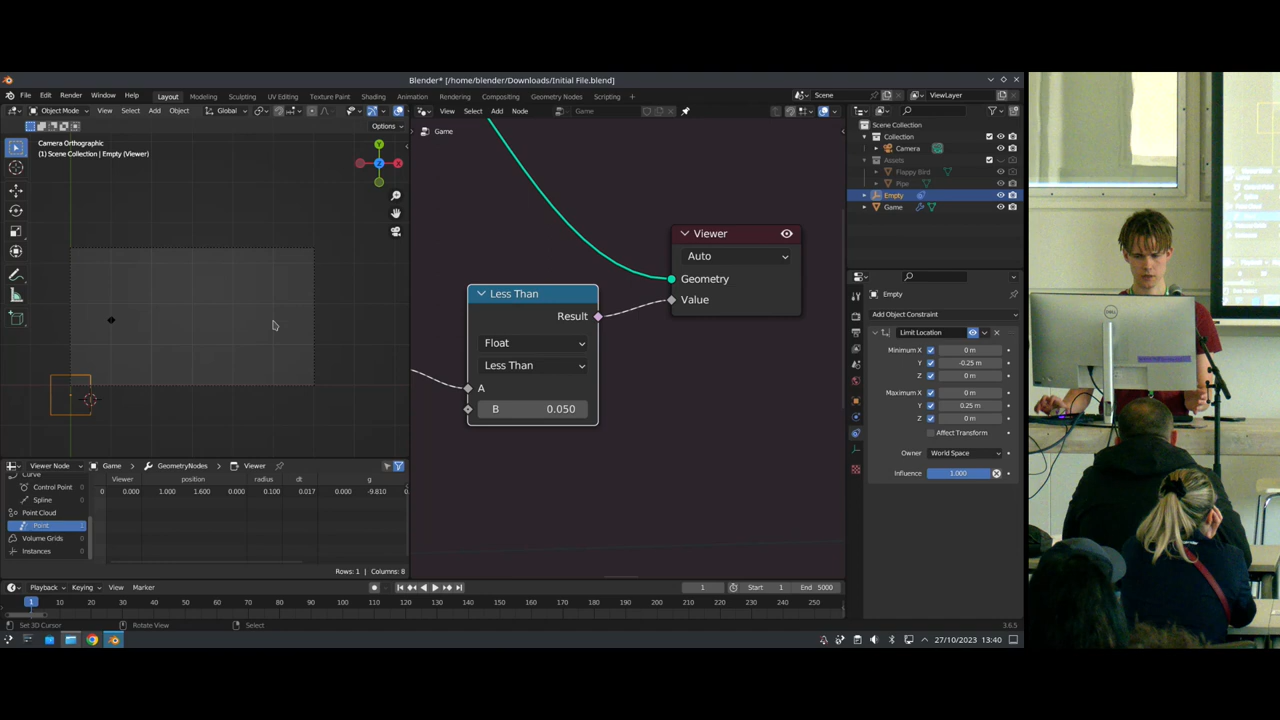 Blender* [/home/blender/Downloads/Initial File.blend]
File Edit Render Window Help Layout Modeling Sculpting UV Editing Texture Paint Shading Animation Rendering Compositing Geometry Nodes Scripting + Scene ViewLayer
Object Mode View Select Add Object Global
View Select Add Node Game
Options
Camera Orthographic
(1) Scene Collection | Empty (Viewer)
Y
Z
X
Game
Viewer
Auto
Geometry
Value
Less Than
Result
Float
Less Than
A
B 0.050
Scene Collection
Collection
Camera
Assets
Flappy Bird
Pipe
Empty
Game
Empty
Add Object Constraint
Limit Location
Minimum X 0 m
Y -0.25 m
Z 0 m
Maximum X 0 m
Y 0.25 m
Z 0 m
Affect Transform
Owner World Space
Influence 1.000
Viewer Node Game GeometryNodes Viewer
Curve
Control Point 0
Spline 0
Point Cloud
Point 1
Volume Grids 0
Instances 0
Viewer position radius dt g
0 0.000 1.000 1.600 0.000 0.100 0.017 0.000 -9.810 0.
Rows: 1 | Columns: 8
Playback Keying View Marker 1 Start 1 End 5000
1 10 20 30 40 50 60 70 80 90 100 110 120 130 140 150 160 170 180 190 200 210 220 230 240 250
Set 3D Cursor Rotate View Select 3.6.5
27/10/2023 13:40
DELL